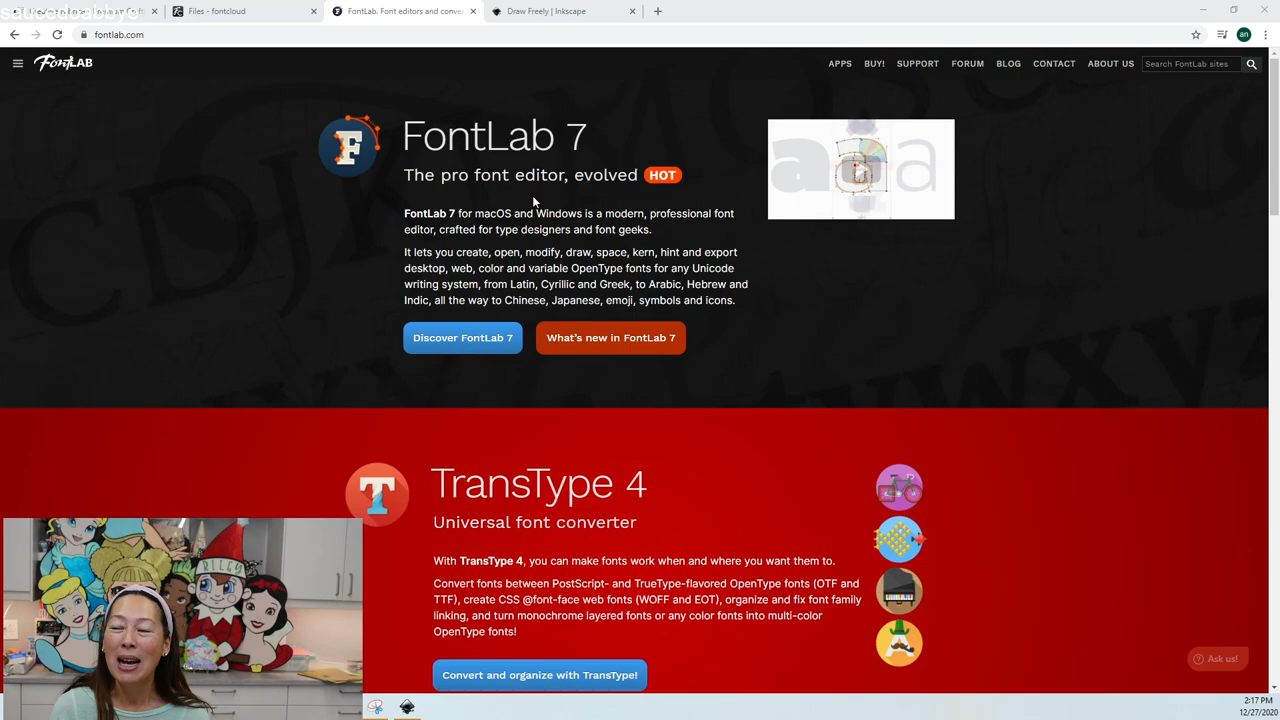 saucedbabbye
Files - fontcloud
FontLab. Font editors and conver
Draw Freely | Inkscape
fontlab.com
an
FontLAB
APPS BUY! SUPPORT FORUM BLOG CONTACT ABOUT US Search FontLab sites
FontLab 7
The pro font editor, evolved HOT
FontLab 7 for macOS and Windows is a modern, professional font
editor, crafted for type designers and font geeks.
It lets you create, open, modify, draw, space, kern, hint and export
desktop, web, color and variable OpenType fonts for any Unicode
writing system, from Latin, Cyrillic and Greek, to Arabic, Hebrew and
Indic, all the way to Chinese, Japanese, emoji, symbols and icons.
Discover FontLab 7 What's new in FontLab 7
TransType 4
Universal font converter
With TransType 4, you can make fonts work when and where you want them to.
Convert fonts between PostScript- and TrueType-flavored OpenType fonts (OTF and
TTF), create CSS @font-face web fonts (WOFF and EOT), organize and fix font family
linking, and turn monochrome layered fonts or any color fonts into multi-color
OpenType fonts!
Convert and organize with TransType!
Ask us!
RILEY
2:17 PM
12/27/2020